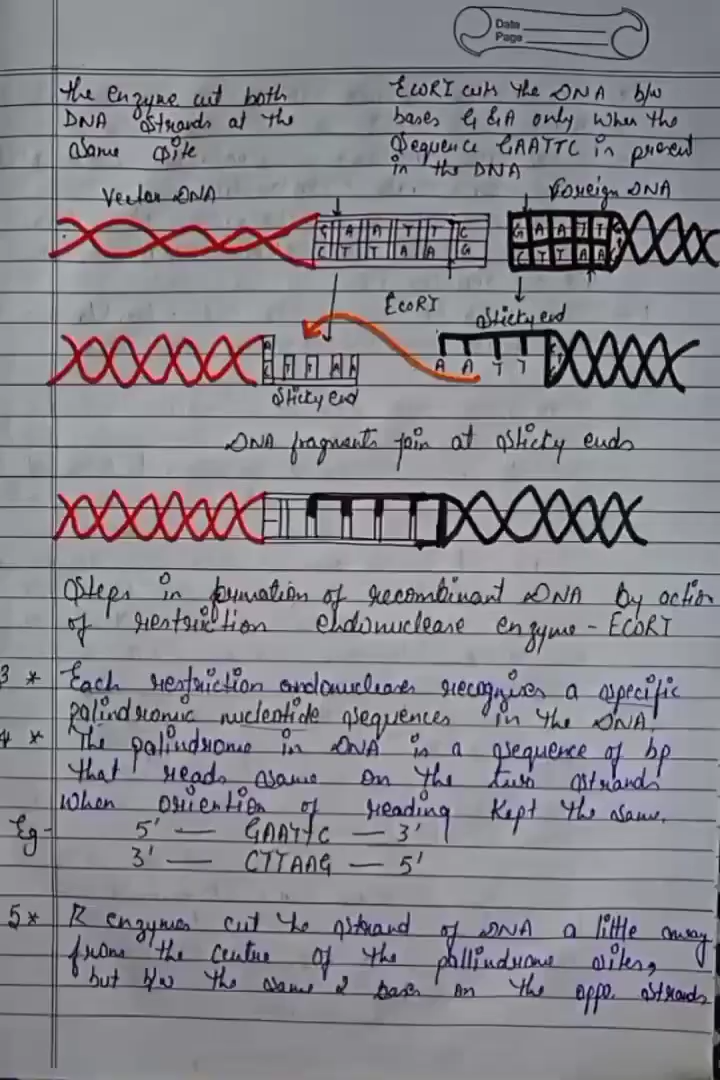 Date
Page
the enzyme cut both
DNA strands at the
same site
EcoRI cuts the DNA b/w
bases G & A only when the
sequence GAATTC is present
in the DNA
Vector DNA
Foreign DNA
G A A T T C
C T T A A G
G A A T T
C T T A A
EcoRI
Sticky end
A A T T
T T A A
Sticky end
DNA fragments join at sticky ends
Steps in formation of recombinant DNA by action
of restriction endonuclease enzyme - EcoRI
3 * Each restriction endonuclease recognizes a specific
palindromic nucleotide sequences in the DNA.
4 * The palindrome in DNA is a sequence of bp
that reads same on the two strands
when oriention of reading kept the same.
Eg - 5' — GAATTC — 3'
3' — CTTAAG — 5'
5 * R enzymes cut the strand of DNA a little away
from the centre of the pallindrome sites,
but b/w the same 2 bases on the oppo. strands